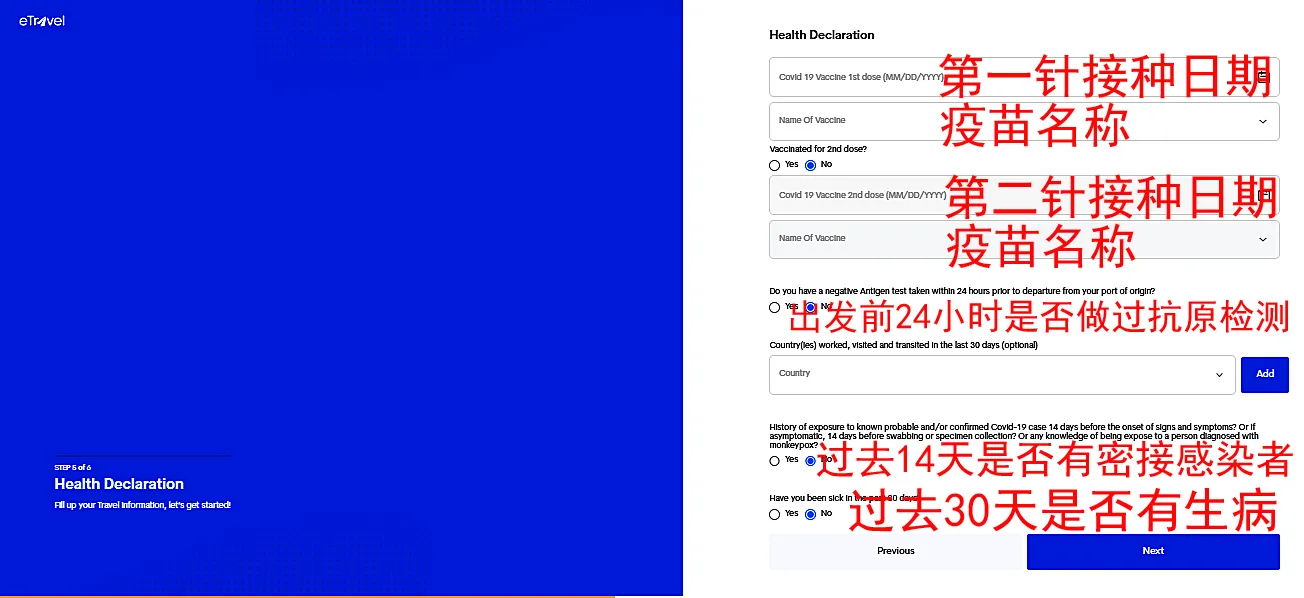 eTravel
STEP 5 of 6
Health Declaration
Fill up your Travel Information, let's get started!
Health Declaration
Covid 19 Vaccine 1st dose (MM/DD/YYYY)
第一针接种日期
Name Of Vaccine
疫苗名称
Vaccinated for 2nd dose?
Yes No
Covid 19 Vaccine 2nd dose (MM/DD/YYYY)
第二针接种日期
Name Of Vaccine
疫苗名称
Do you have a negative Antigen test taken within 24 hours prior to departure from your port of origin?
Yes No
出发前24小时是否做过抗原检测
Country(ies) worked, visited and transited in the last 30 days (optional)
Country
Add
History of exposure to known probable and/or confirmed Covid-19 case 14 days before the onset of signs and symptoms? Or if
asymptomatic, 14 days before swabbing or specimen collection? Or any knowledge of being expose to a person diagnosed with
monkeypox?
Yes No
过去14天是否有密接感染者
Have you been sick in the past 30 days?
Yes No
过去30天是否有生病
Previous
Next